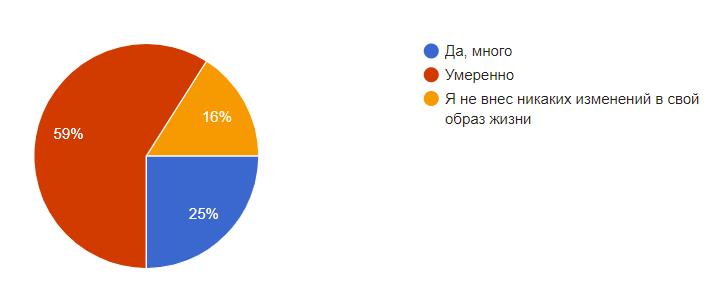 Да, много
Умеренно
Я не внес никаких изменений в свой
образ жизни
59%
16%
25%